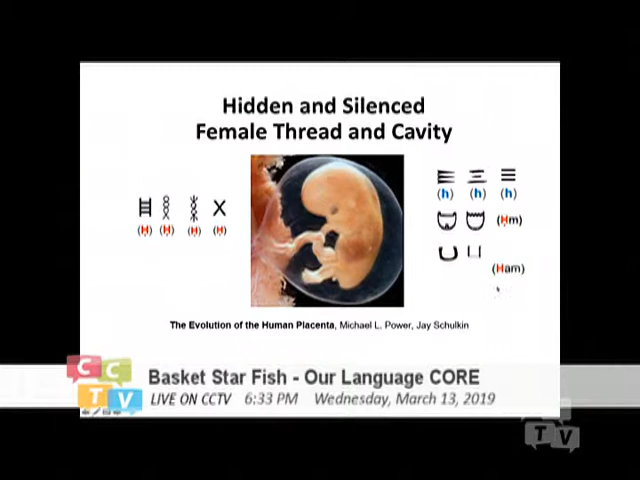 Hidden and Silenced
Female Thread and Cavity
(Ḥ) (Ḥ) (Ḥ) (Ḥ)
(h) (h) (h)
(Ḥm)
(Ham)
The Evolution of the Human Placenta, Michael L. Power, Jay Schulkin
CCTV
Basket Star Fish - Our Language CORE
LIVE ON CCTV 6:33 PM Wednesday, March 13, 2019
TV